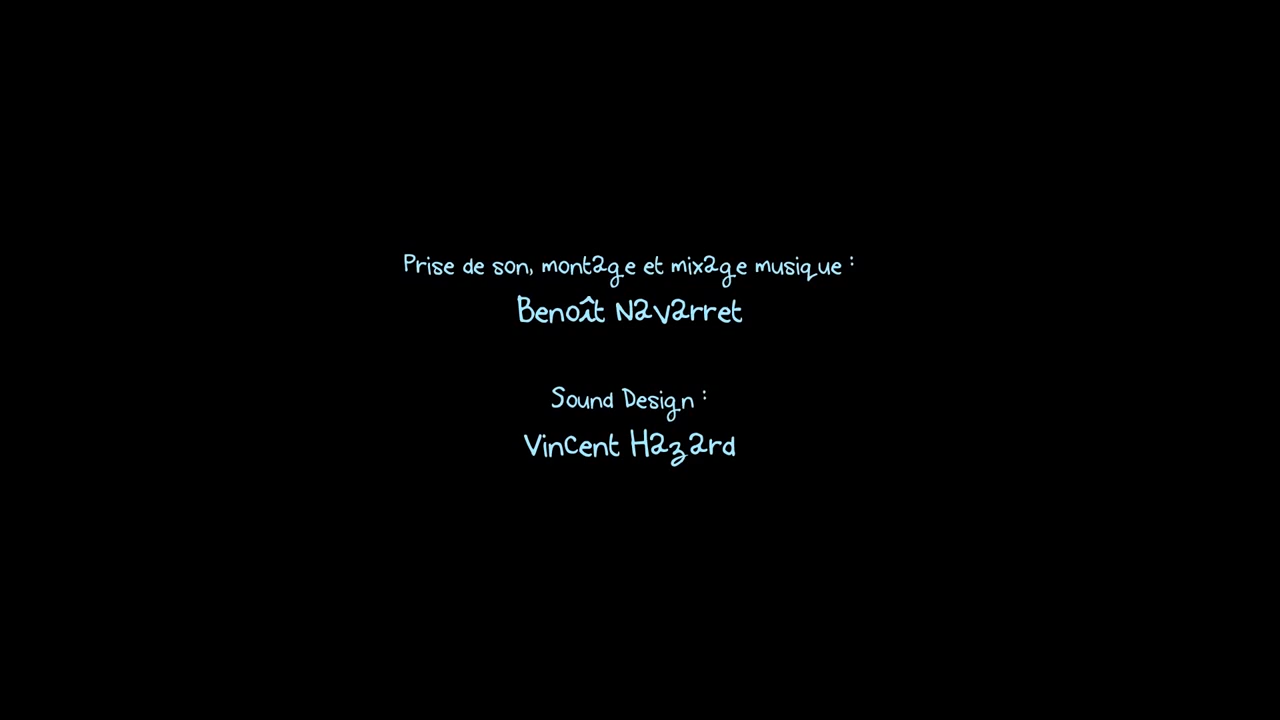 Prise de son, montage et mixage musique :
Benoît Navarret
Sound Design :
Vincent Hazard